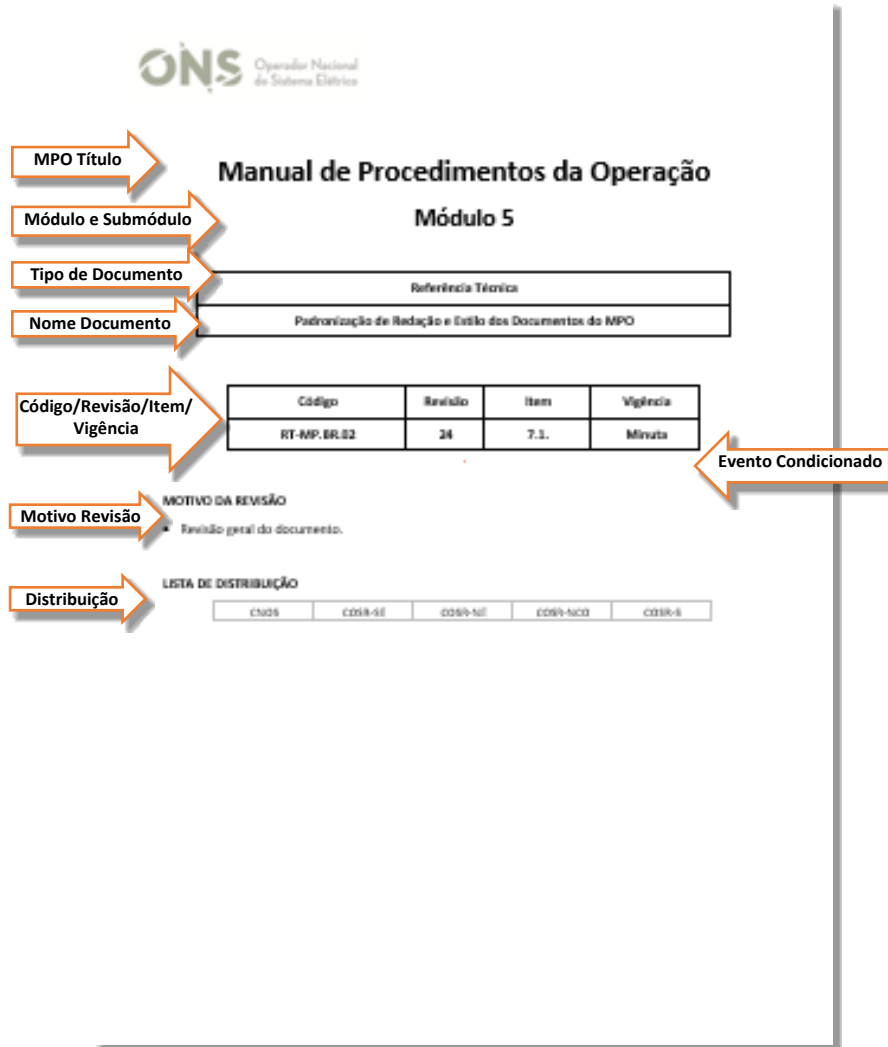 ONS Operador Nacional
do Sistema Elétrico
MPO Título
Manual de Procedimentos da Operação
Módulo e Submódulo
Módulo 5
Tipo de Documento
Referência Técnica
Nome Documento
Padronização de Redação e Estilo dos Documentos do MPO
Código/Revisão/Item/
Vigência
Código Revisão Item Vigência
RT-MP.BR.02 24 7.1. Minuta
Evento Condicionado
MOTIVO DA REVISÃO
Motivo Revisão
Revisão geral do documento.
LISTA DE DISTRIBUIÇÃO
Distribuição
CNOS COSR-SE COSR-NE COSR-NCO COSR-S